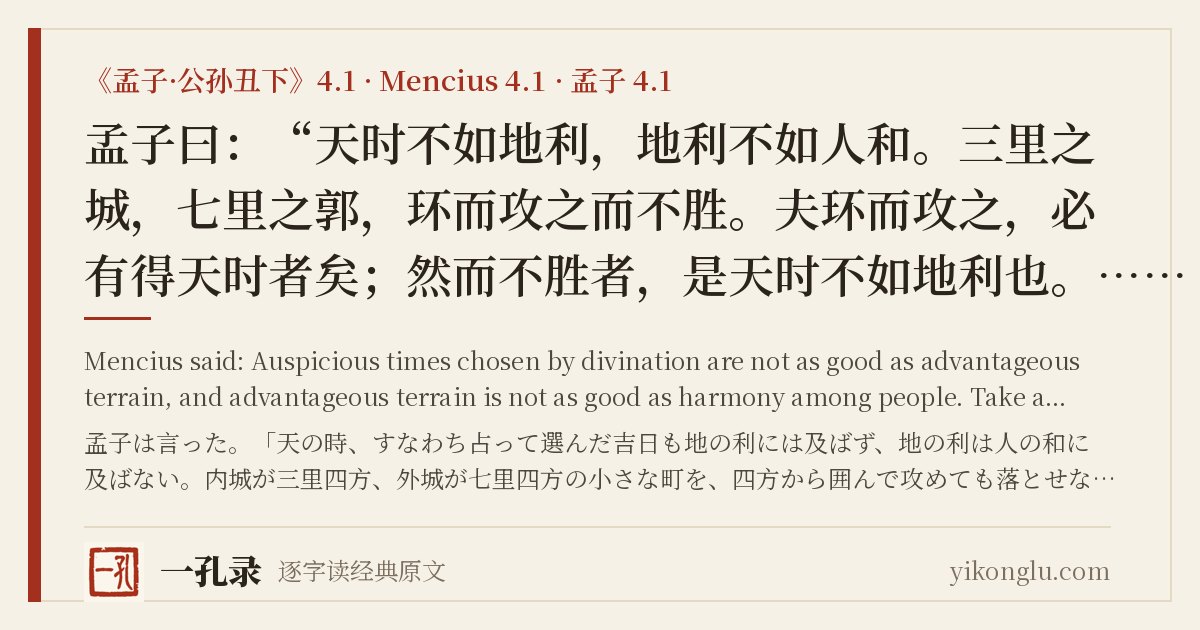 《孟子·公孙丑下》4.1 · Mencius 4.1 · 孟子 4.1
孟子曰：“天时不如地利，地利不如人和。三里之
城，七里之郭，环而攻之而不胜。夫环而攻之，必
有得天时者矣；然而不胜者，是天时不如地利也。……
Mencius said: Auspicious times chosen by divination are not as good as advantageous
terrain, and advantageous terrain is not as good as harmony among people. Take a...
孟子は言った。「天の時、すなわち占って選んだ吉日も地の利には及ばず、地の利は人の和に
及ばない。内城が三里四方、外城が七里四方の小さな町を、四方から囲んで攻めても落とせな…
一孔
一孔录 逐字读经典原文 yikonglu.com